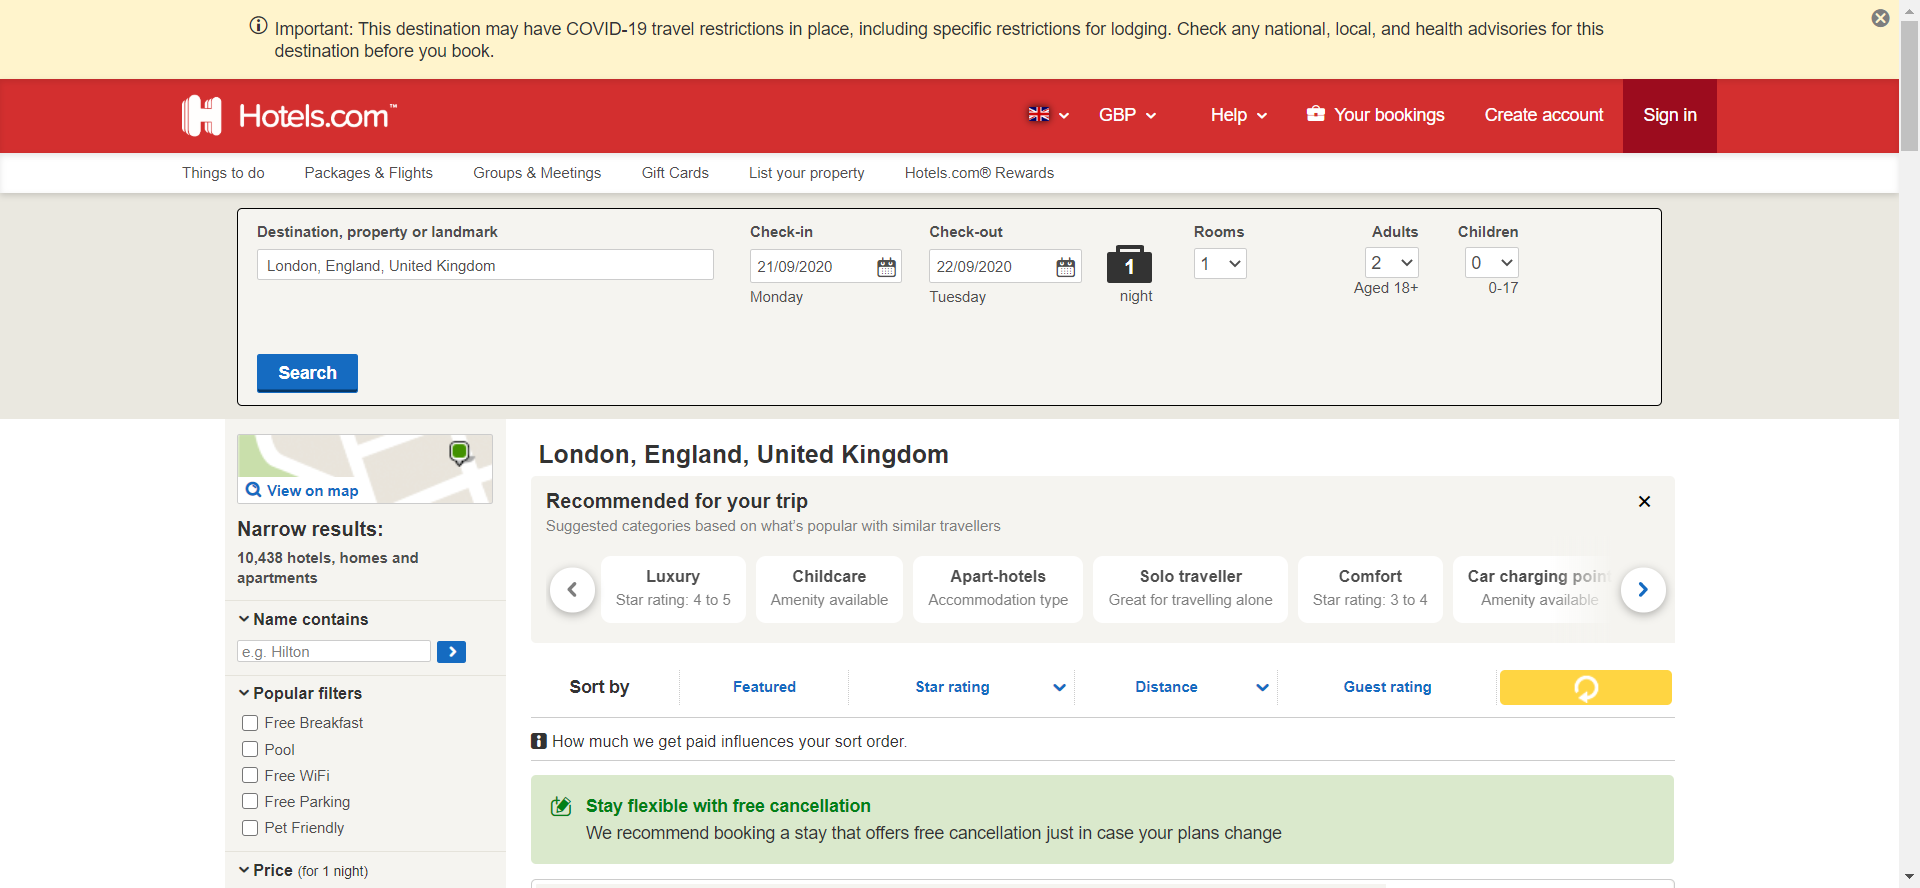 Important: This destination may have COVID-19 travel restrictions in place, including specific restrictions for lodging. Check any national, local, and health advisories for this
destination before you book.
Hotels.com™
GBP
Help
Your bookings
Create account
Sign in
Things to do
Packages & Flights
Groups & Meetings
Gift Cards
List your property
Hotels.com® Rewards
Destination, property or landmark
London, England, United Kingdom
Check-in
21/09/2020
Monday
Check-out
22/09/2020
Tuesday
1
night
Rooms
1
Adults
2
Aged 18+
Children
0
0-17
Search
View on map
Narrow results:
10,438 hotels, homes and
apartments
Name contains
e.g. Hilton
Popular filters
Free Breakfast
Pool
Free WiFi
Free Parking
Pet Friendly
Price (for 1 night)
London, England, United Kingdom
Recommended for your trip
Suggested categories based on what's popular with similar travellers
Luxury
Star rating: 4 to 5
Childcare
Amenity available
Apart-hotels
Accommodation type
Solo traveller
Great for travelling alone
Comfort
Star rating: 3 to 4
Car charging point
Amenity available
Sort by
Featured
Star rating
Distance
Guest rating
How much we get paid influences your sort order.
Stay flexible with free cancellation
We recommend booking a stay that offers free cancellation just in case your plans change